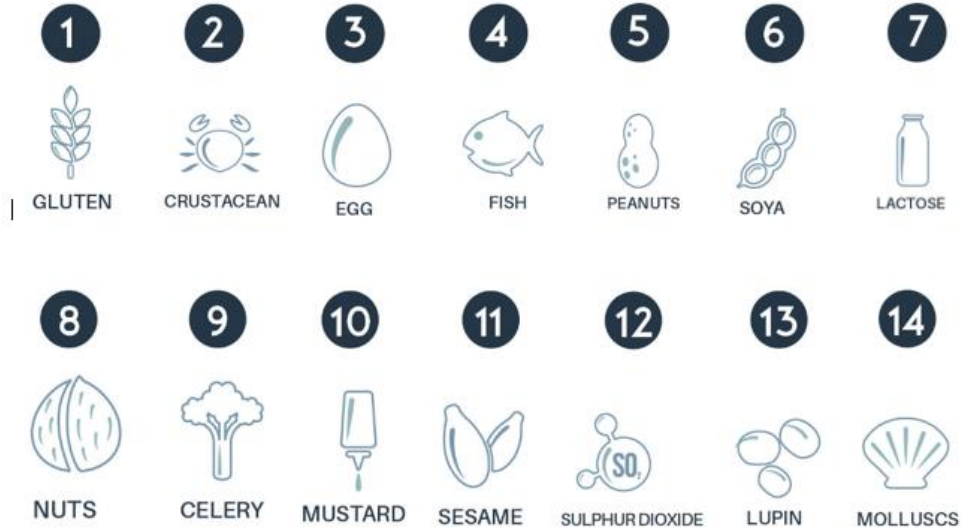 1 2 3 4 5 6 7
GLUTEN CRUSTACEAN EGG FISH PEANUTS SOYA LACTOSE
8 9 10 11 12 13 14
SO₂
NUTS CELERY MUSTARD SESAME SULPHUR DIOXIDE LUPIN MOLLUSCS